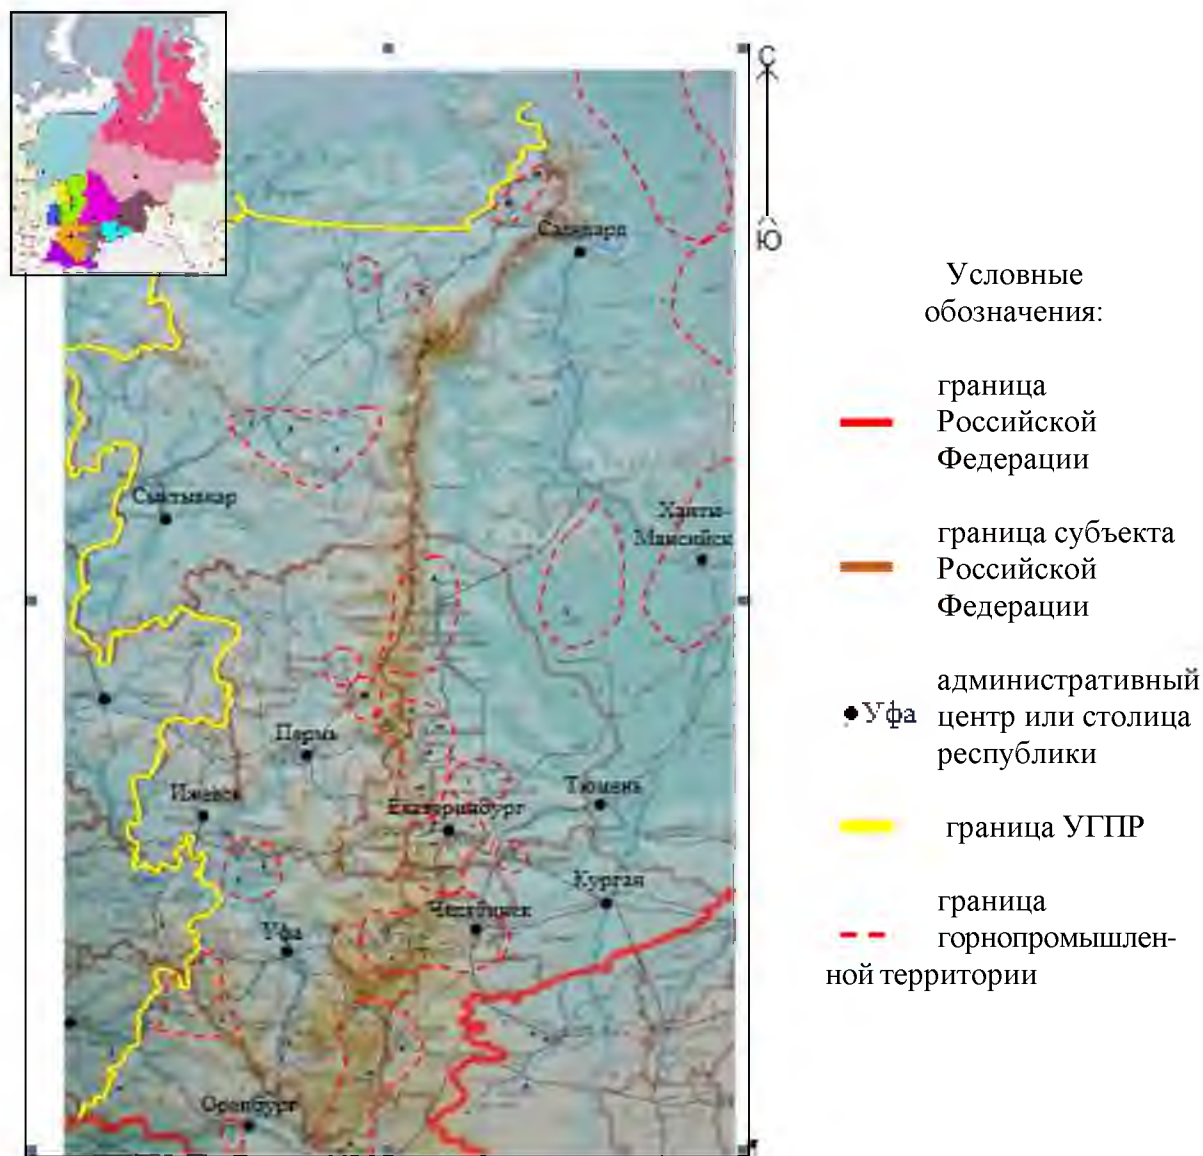 С
Ю
Салехард
Сыктывкар
Ханты-
Мансийск
Пермь
Ижевск
Екатеринбург
Тюмень
Курган
Челябинск
Уфа
Оренбург
Условные
обозначения:
граница
Российской
Федерации
граница субъекта
Российской
Федерации
Уфа
административный
центр или столица
республики
граница УГПР
граница
горнопромышлен-
ной территории